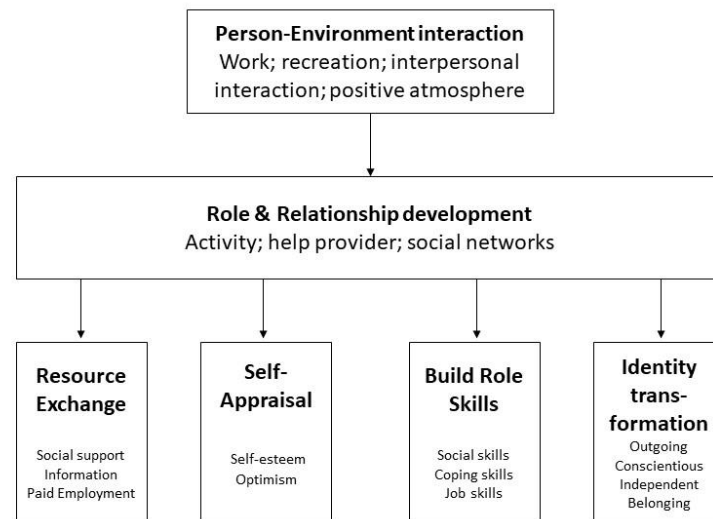 Person-Environment interaction
Work; recreation; interpersonal
interaction; positive atmosphere
Role & Relationship development
Activity; help provider; social networks
Resource
Exchange
Social support
Information
Paid Employment
Self-
Appraisal
Self-esteem
Optimism
Build Role
Skills
Social skills
Coping skills
Job skills
Identity
trans-
formation
Outgoing
Conscientious
Independent
Belonging